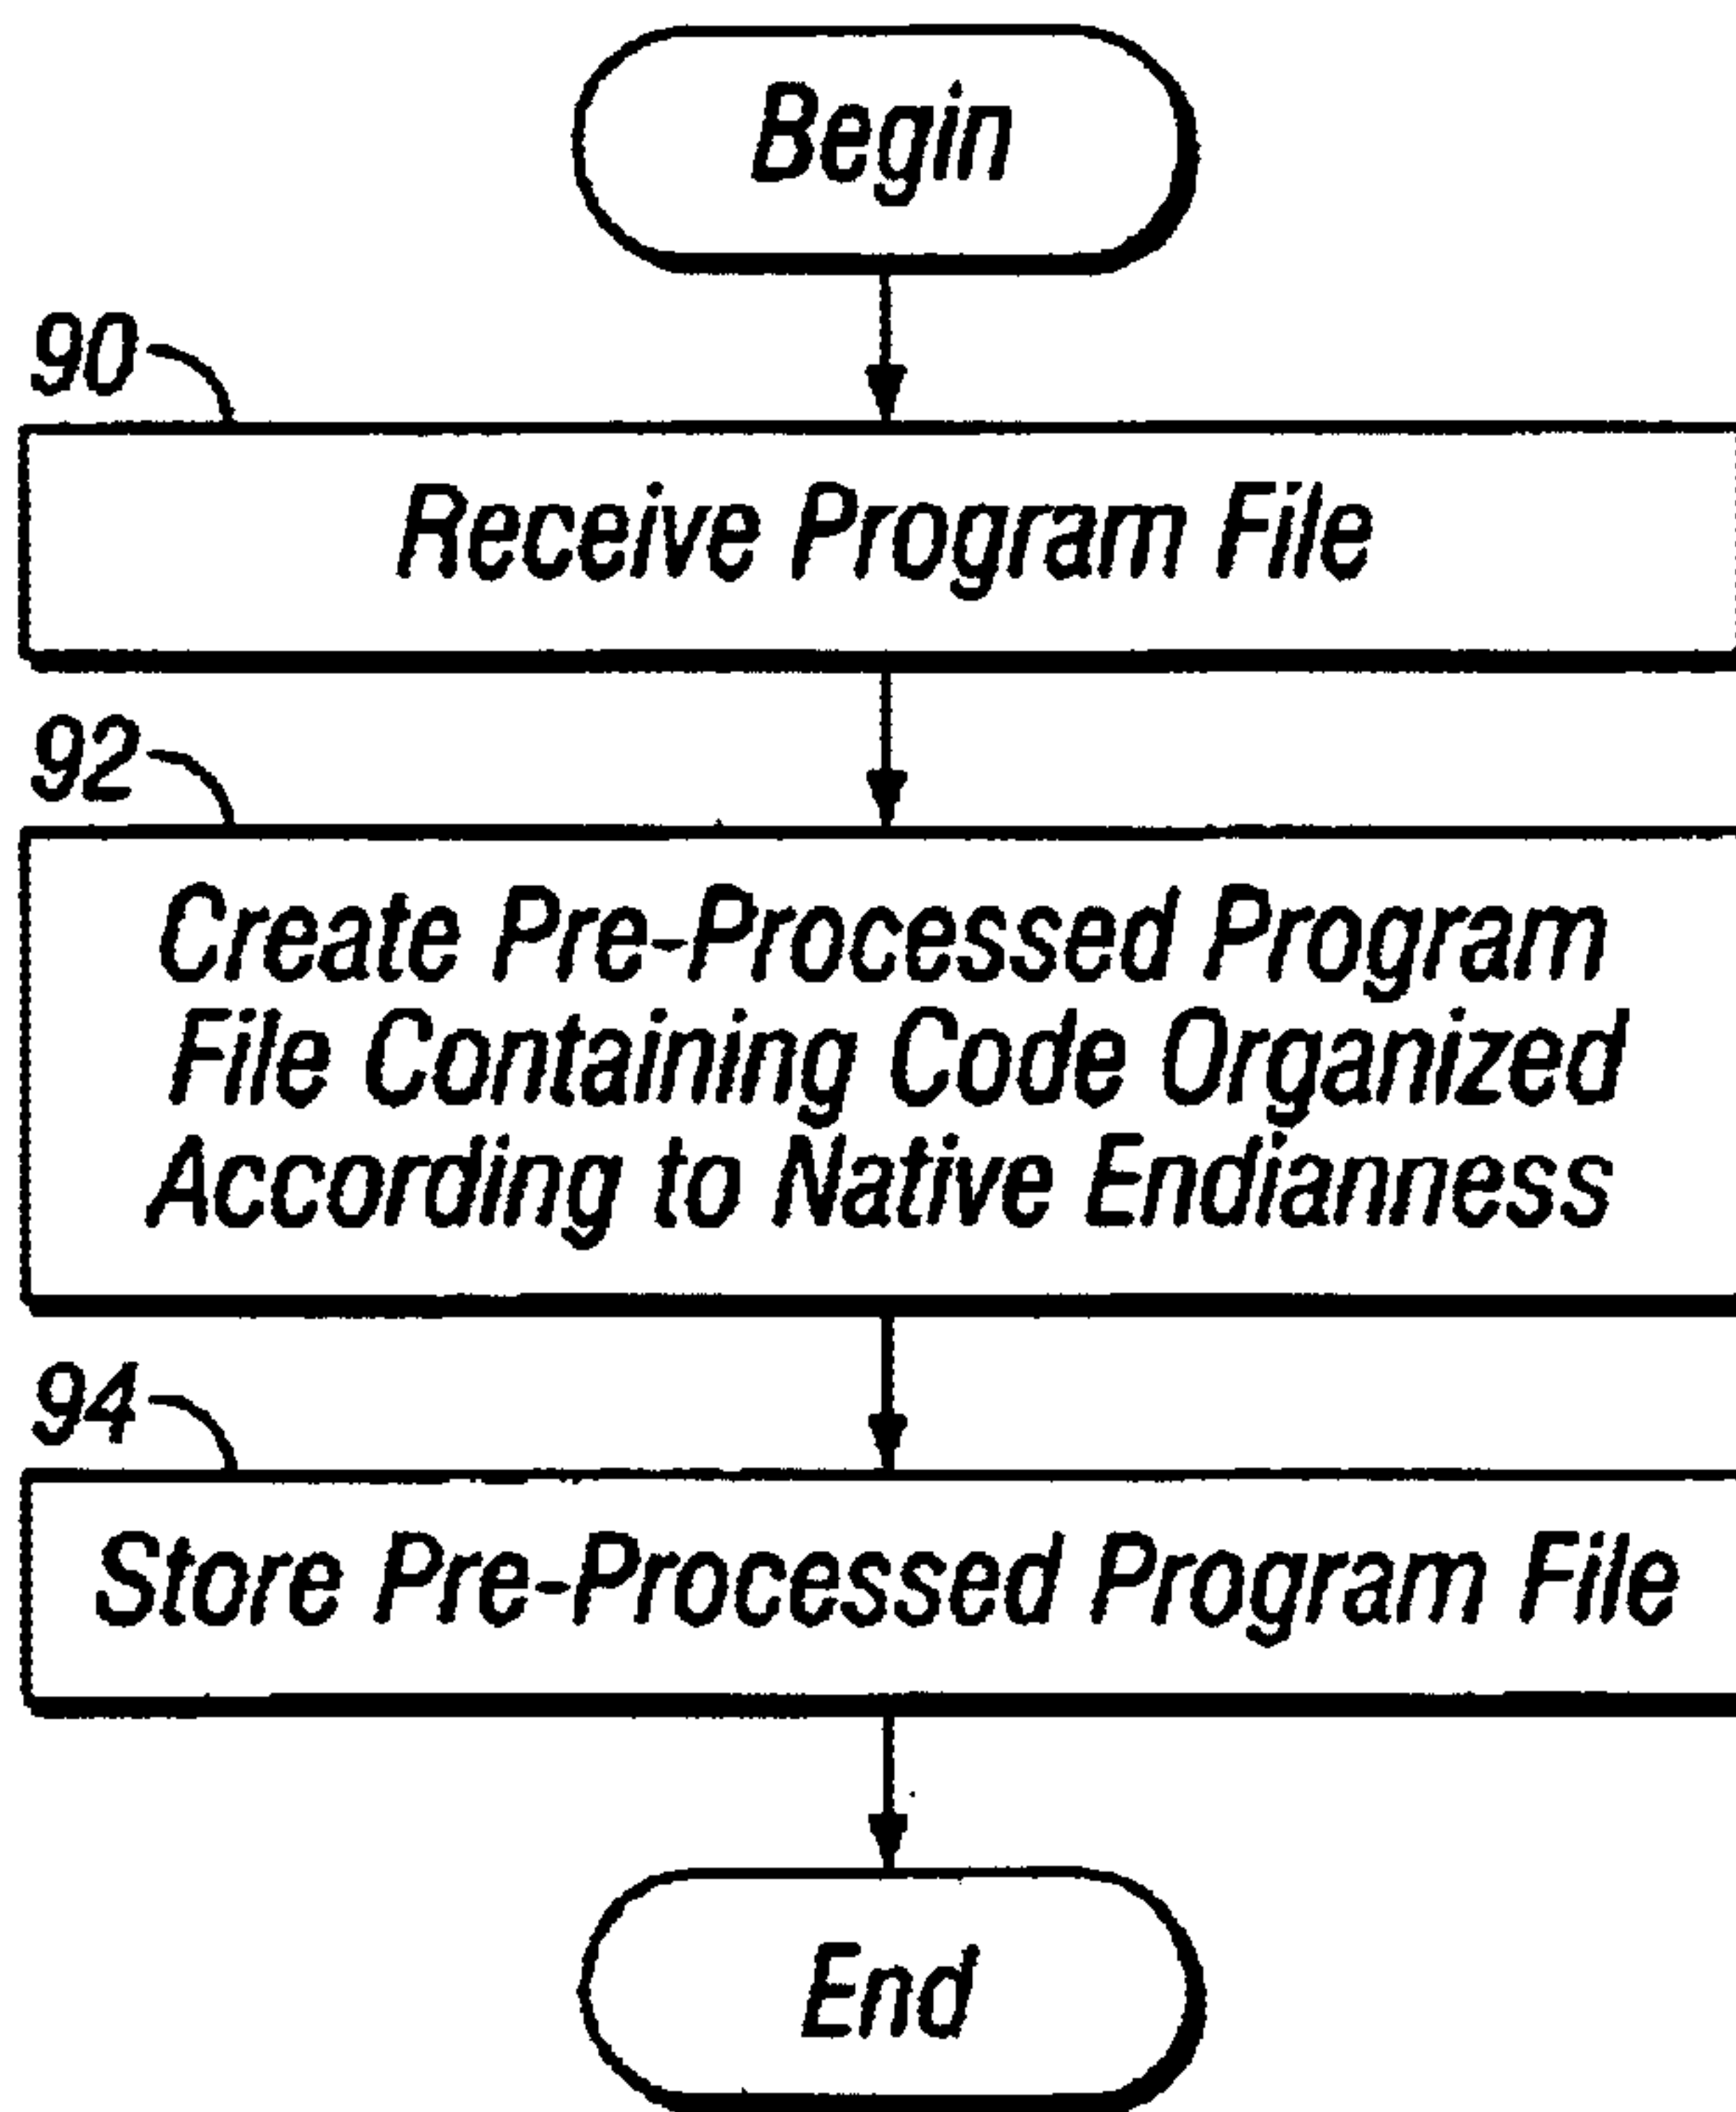 Begin
90
Receive Program File
92
Create Pre-Processed Program
File Containing Code Organized
According to Native Endianness
94
Store Pre-Processed Program File
End